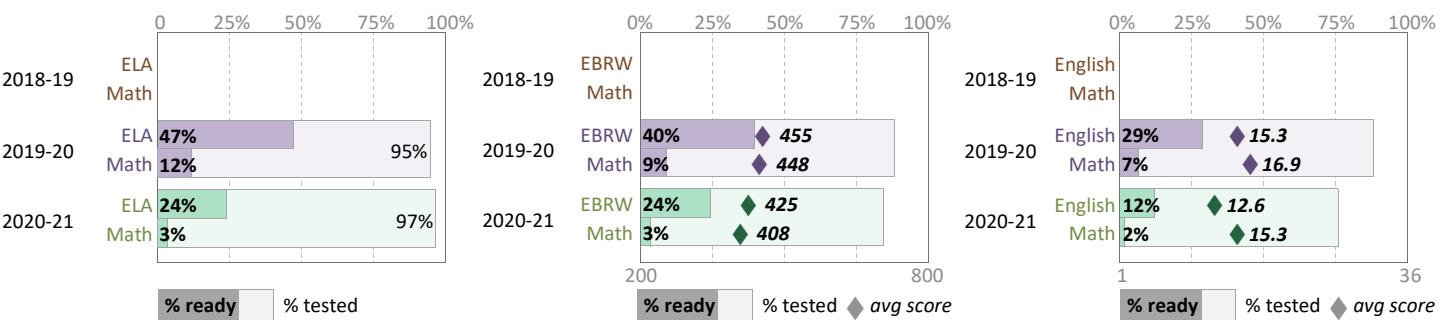 0 25% 50% 75% 100% 0% 25% 50% 75% 100% 0% 25% 50% 75% 100%
2018-19 ELA 2018-19 EBRW 2018-19 English
Math Math Math
2019-20 ELA 47% 95% 2019-20 EBRW 40% 455 2019-20 English 29% 15.3
Math 12% Math 9% 448 Math 7% 16.9
2020-21 ELA 24% 97% 2020-21 EBRW 24% 425 2020-21 English 12% 12.6
Math 3% Math 3% 408 Math 2% 15.3
200 800 1 36
% ready % tested % ready % tested avg score % ready % tested avg score